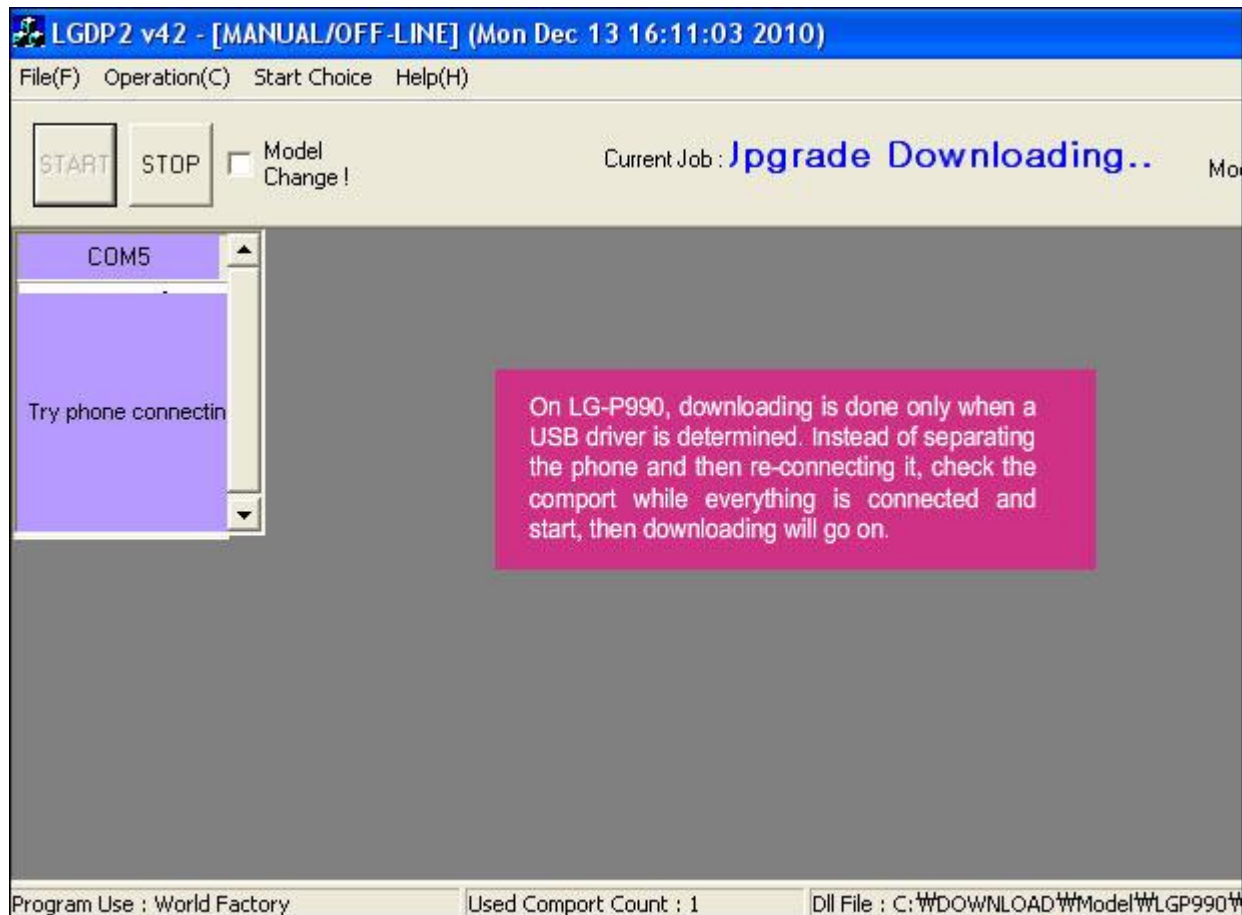 LGDP2 v42 - [MANUAL/OFF-LINE] (Mon Dec 13 16:11:03 2010)
File(F) Operation(C) Start Choice Help(H)
START STOP Model
Change !
Current Job : Upgrade Downloading..
COM5
Try phone connectin
On LG-P990, downloading is done only when a
USB driver is determined. Instead of separating
the phone and then re-connecting it, check the
comport while everything is connected and
start, then downloading will go on.
Program Use : World Factory
Used Comport Count : 1
Dll File : C:₩DOWNLOAD₩Model₩LGP990₩